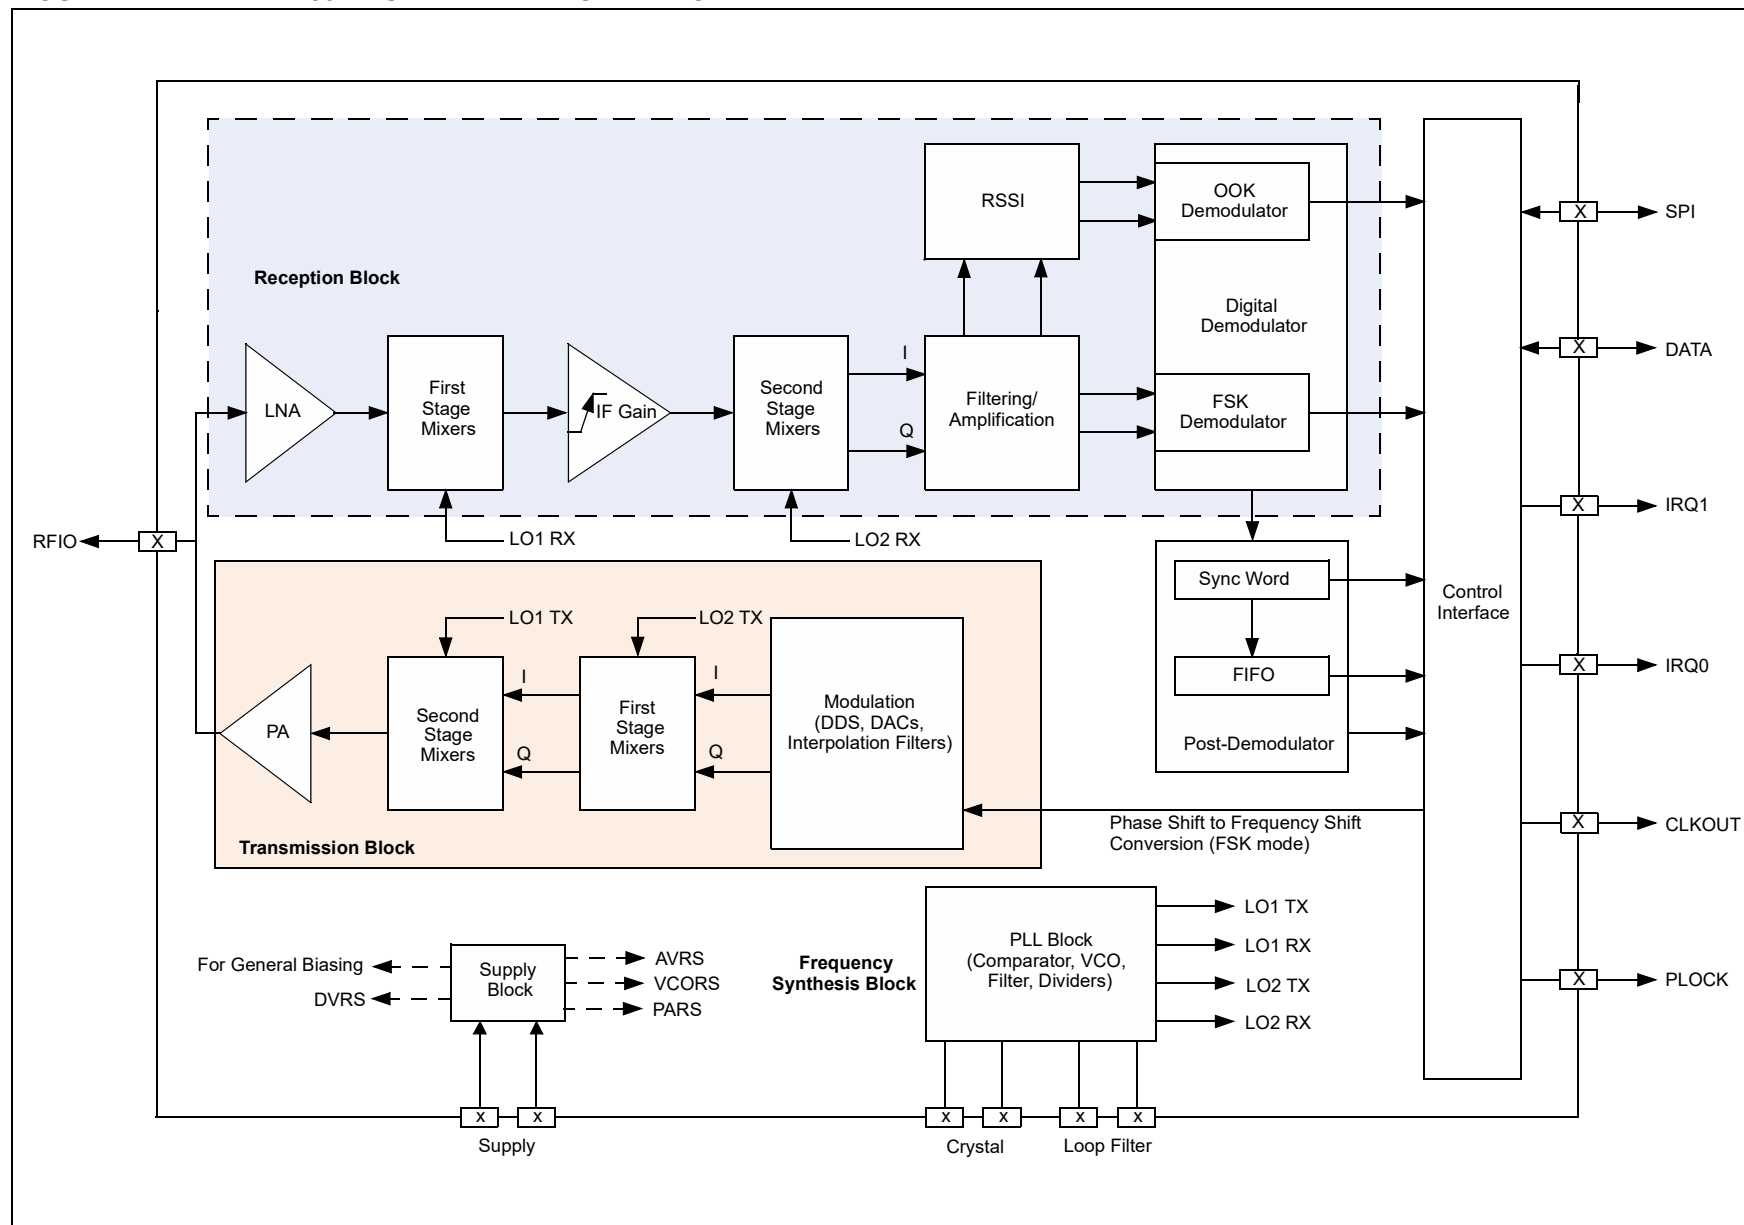 RSSI
OOK
Demodulator
Digital
Demodulator
Reception Block
LNA
First
Stage
Mixers
IF Gain
Second
Stage
Mixers
I
Q
Filtering/
Amplification
FSK
Demodulator
LO1 RX
LO2 RX
RFIO
X
Sync Word
FIFO
Post-Demodulator
Control
Interface
X
SPI
X
DATA
X
IRQ1
X
IRQ0
X
CLKOUT
X
PLOCK
LO1 TX
LO2 TX
PA
Second
Stage
Mixers
I
Q
First
Stage
Mixers
I
Q
Modulation
(DDS, DACs,
Interpolation Filters)
Transmission Block
Phase Shift to Frequency Shift
Conversion (FSK mode)
For General Biasing
DVRS
Supply
Block
AVRS
VCORS
PARS
Frequency
Synthesis Block
PLL Block
(Comparator, VCO,
Filter, Dividers)
LO1 TX
LO1 RX
LO2 TX
LO2 RX
X
X
X
X
X
X
Supply
Crystal
Loop Filter